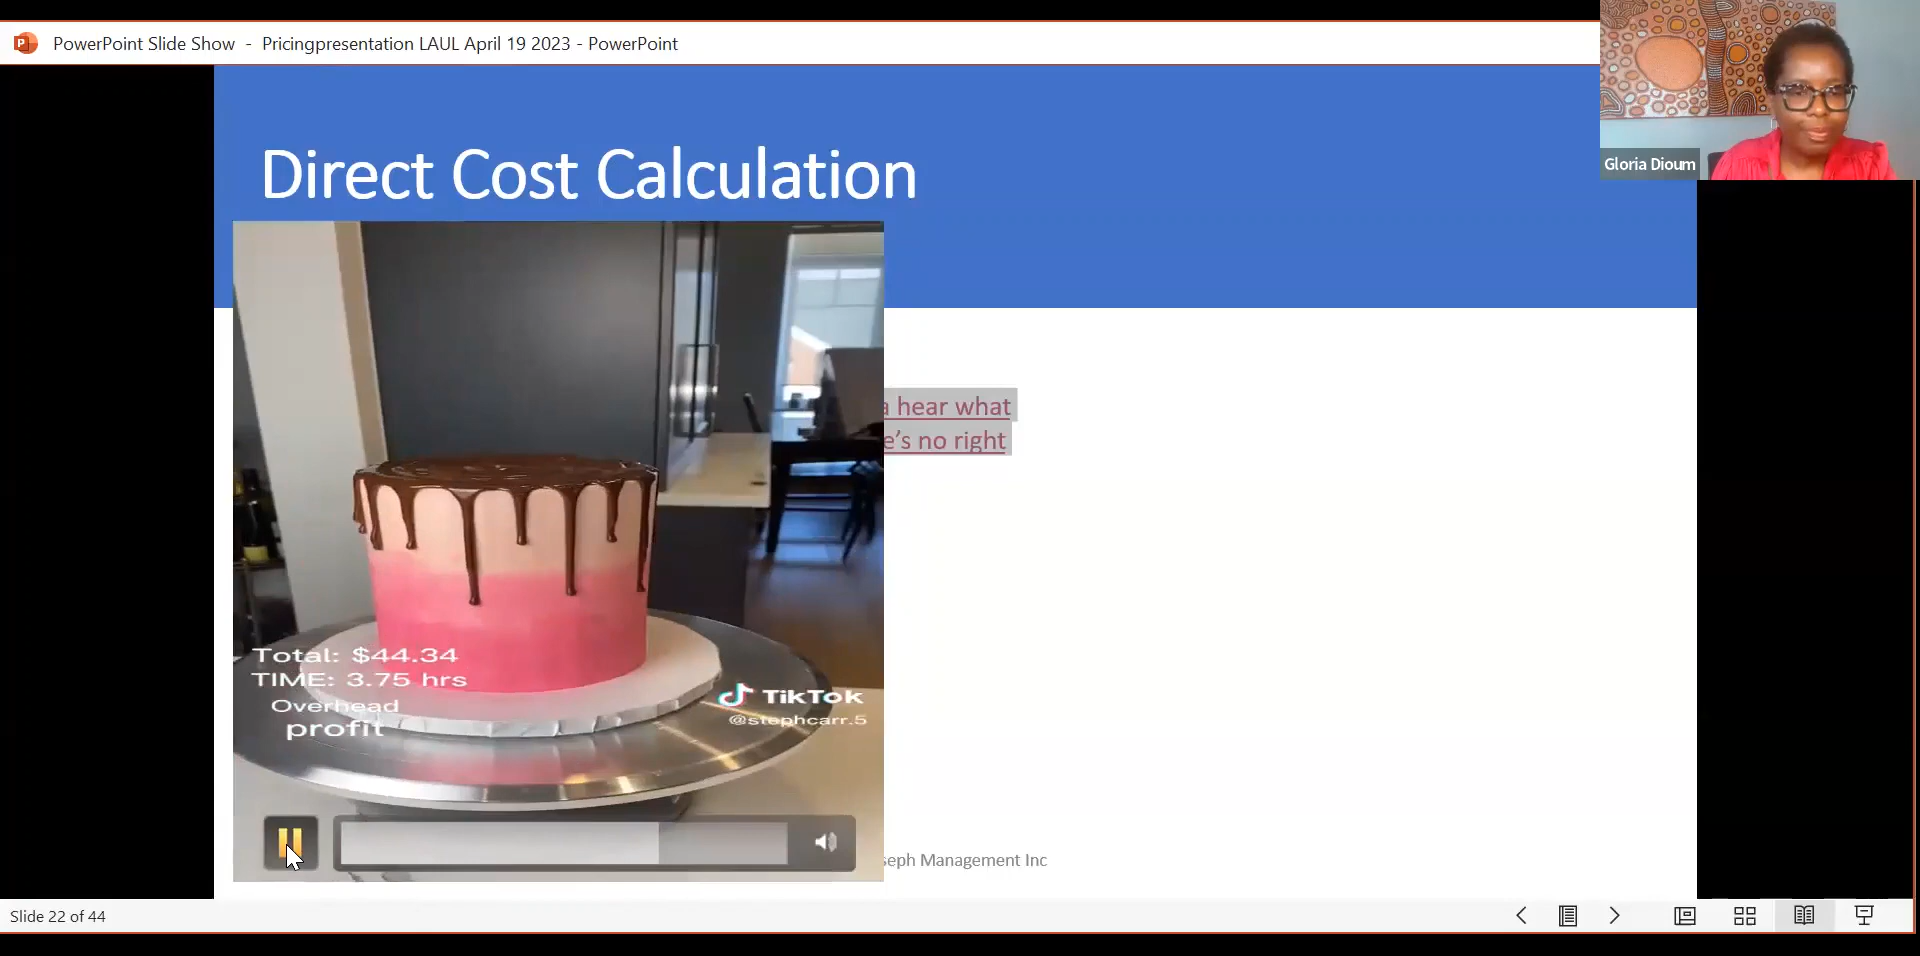 PowerPoint Slide Show - Pricingpresentation LAUL April 19 2023 - PowerPoint
Gloria Dioum
Direct Cost Calculation
a hear what
e's no right
Total: $44.34
TIME: 3.75 hrs
Overhead
profit
TikTok
@stephcarr.5
seph Management Inc
Slide 22 of 44